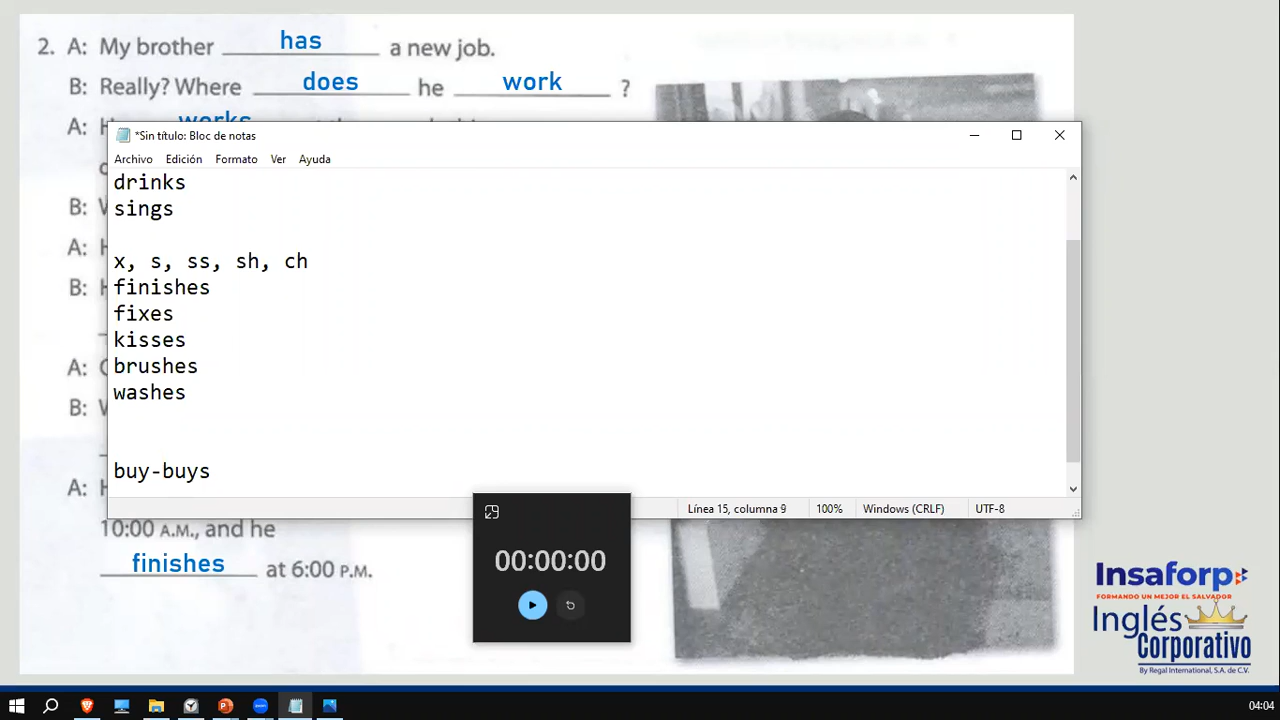 2. A: My brother has a new job.
B: Really? Where does he work ?
A: works
*Sin título: Bloc de notas
Archivo Edición Formato Ver Ayuda
drinks
sings
B:
x, s, ss, sh, ch
A:
finishes
B:
fixes
kisses
brushes
A:
washes
B:
buy-buys
A:
Línea 15, columna 9 100% Windows (CRLF) UTF-8
10:00 A.M., and he
finishes at 6:00 P.M.
00:00:00
Insaforp
FORMANDO UN MEJOR EL SALVADOR
Inglés
Corporativo
By Regal International, S.A. de C.V.
04:04